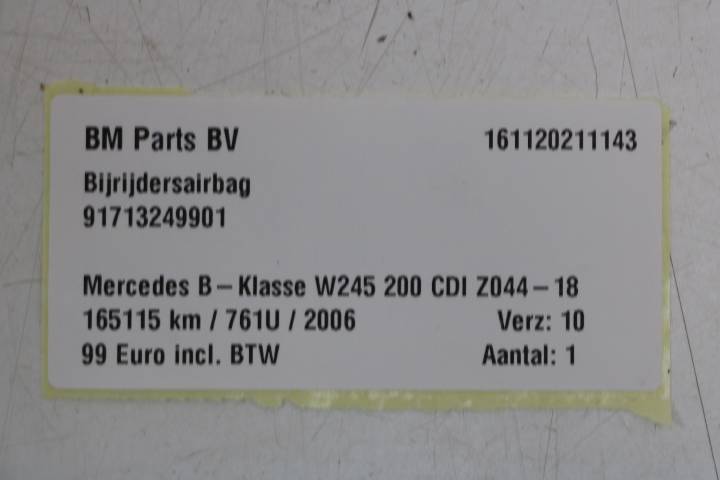 BM Parts BV 161120211143
Bijrijdersairbag
91713249901
Mercedes B-Klasse W245 200 CDI Z044-18
165115 km / 761U / 2006 Verz: 10
99 Euro incl. BTW Aantal: 1